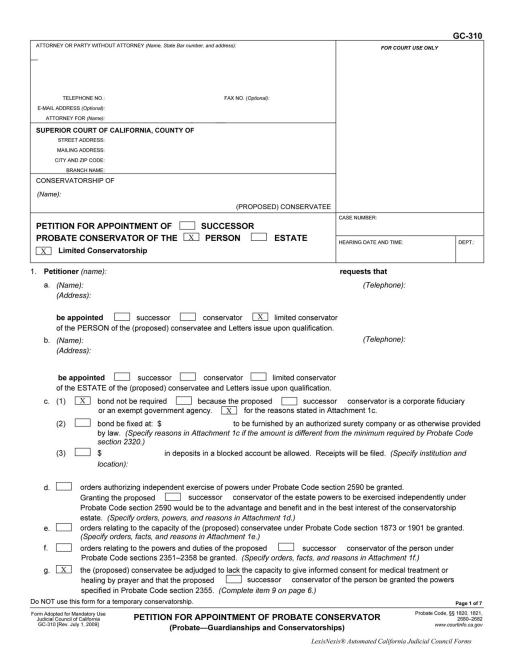 GC-310
ATTORNEY OR PARTY WITHOUT ATTORNEY (Name, State Bar number, and address):
FOR COURT USE ONLY
TELEPHONE NO.: FAX NO. (Optional):
E-MAIL ADDRESS (Optional):
ATTORNEY FOR (Name):
SUPERIOR COURT OF CALIFORNIA, COUNTY OF
STREET ADDRESS:
MAILING ADDRESS:
CITY AND ZIP CODE:
BRANCH NAME:
CONSERVATORSHIP OF
(Name):
(PROPOSED) CONSERVATEE
PETITION FOR APPOINTMENT OF SUCCESSOR
PROBATE CONSERVATOR OF THE X PERSON ESTATE
X Limited Conservatorship
CASE NUMBER:
HEARING DATE AND TIME: DEPT.:
1. Petitioner (name): requests that
a. (Name): (Telephone):
(Address):
be appointed successor conservator X limited conservator
of the PERSON of the (proposed) conservatee and Letters issue upon qualification.
b. (Name): (Telephone):
(Address):
be appointed successor conservator limited conservator
of the ESTATE of the (proposed) conservatee and Letters issue upon qualification.
c. (1) X bond not be required because the proposed successor conservator is a corporate fiduciary
or an exempt government agency. X for the reasons stated in Attachment 1c.
(2) bond be fixed at: $ to be furnished by an authorized surety company or as otherwise provided
by law. (Specify reasons in Attachment 1c if the amount is different from the minimum required by Probate Code
section 2320.)
(3) $ in deposits in a blocked account be allowed. Receipts will be filed. (Specify institution and
location):
d. orders authorizing independent exercise of powers under Probate Code section 2590 be granted.
Granting the proposed successor conservator of the estate powers to be exercised independently under
Probate Code section 2590 would be to the advantage and benefit and in the best interest of the conservatorship
estate. (Specify orders, powers, and reasons in Attachment 1d.)
e. orders relating to the capacity of the (proposed) conservatee under Probate Code section 1873 or 1901 be granted.
(Specify orders, facts, and reasons in Attachment 1e.)
f. orders relating to the powers and duties of the proposed successor conservator of the person under
Probate Code sections 2351–2358 be granted. (Specify orders, facts, and reasons in Attachment 1f.)
g. X the (proposed) conservatee be adjudged to lack the capacity to give informed consent for medical treatment or
healing by prayer and that the proposed successor conservator of the person be granted the powers
specified in Probate Code section 2355. (Complete item 9 on page 6.)
Do NOT use this form for a temporary conservatorship.
Page 1 of 7
Form Adopted for Mandatory Use
Judicial Council of California
GC-310 [Rev. July 1, 2009]
PETITION FOR APPOINTMENT OF PROBATE CONSERVATOR
(Probate—Guardianships and Conservatorships)
Probate Code, §§ 1820, 1821,
2680–2682
www.courtinfo.ca.gov
LexisNexis® Automated California Judicial Council Forms